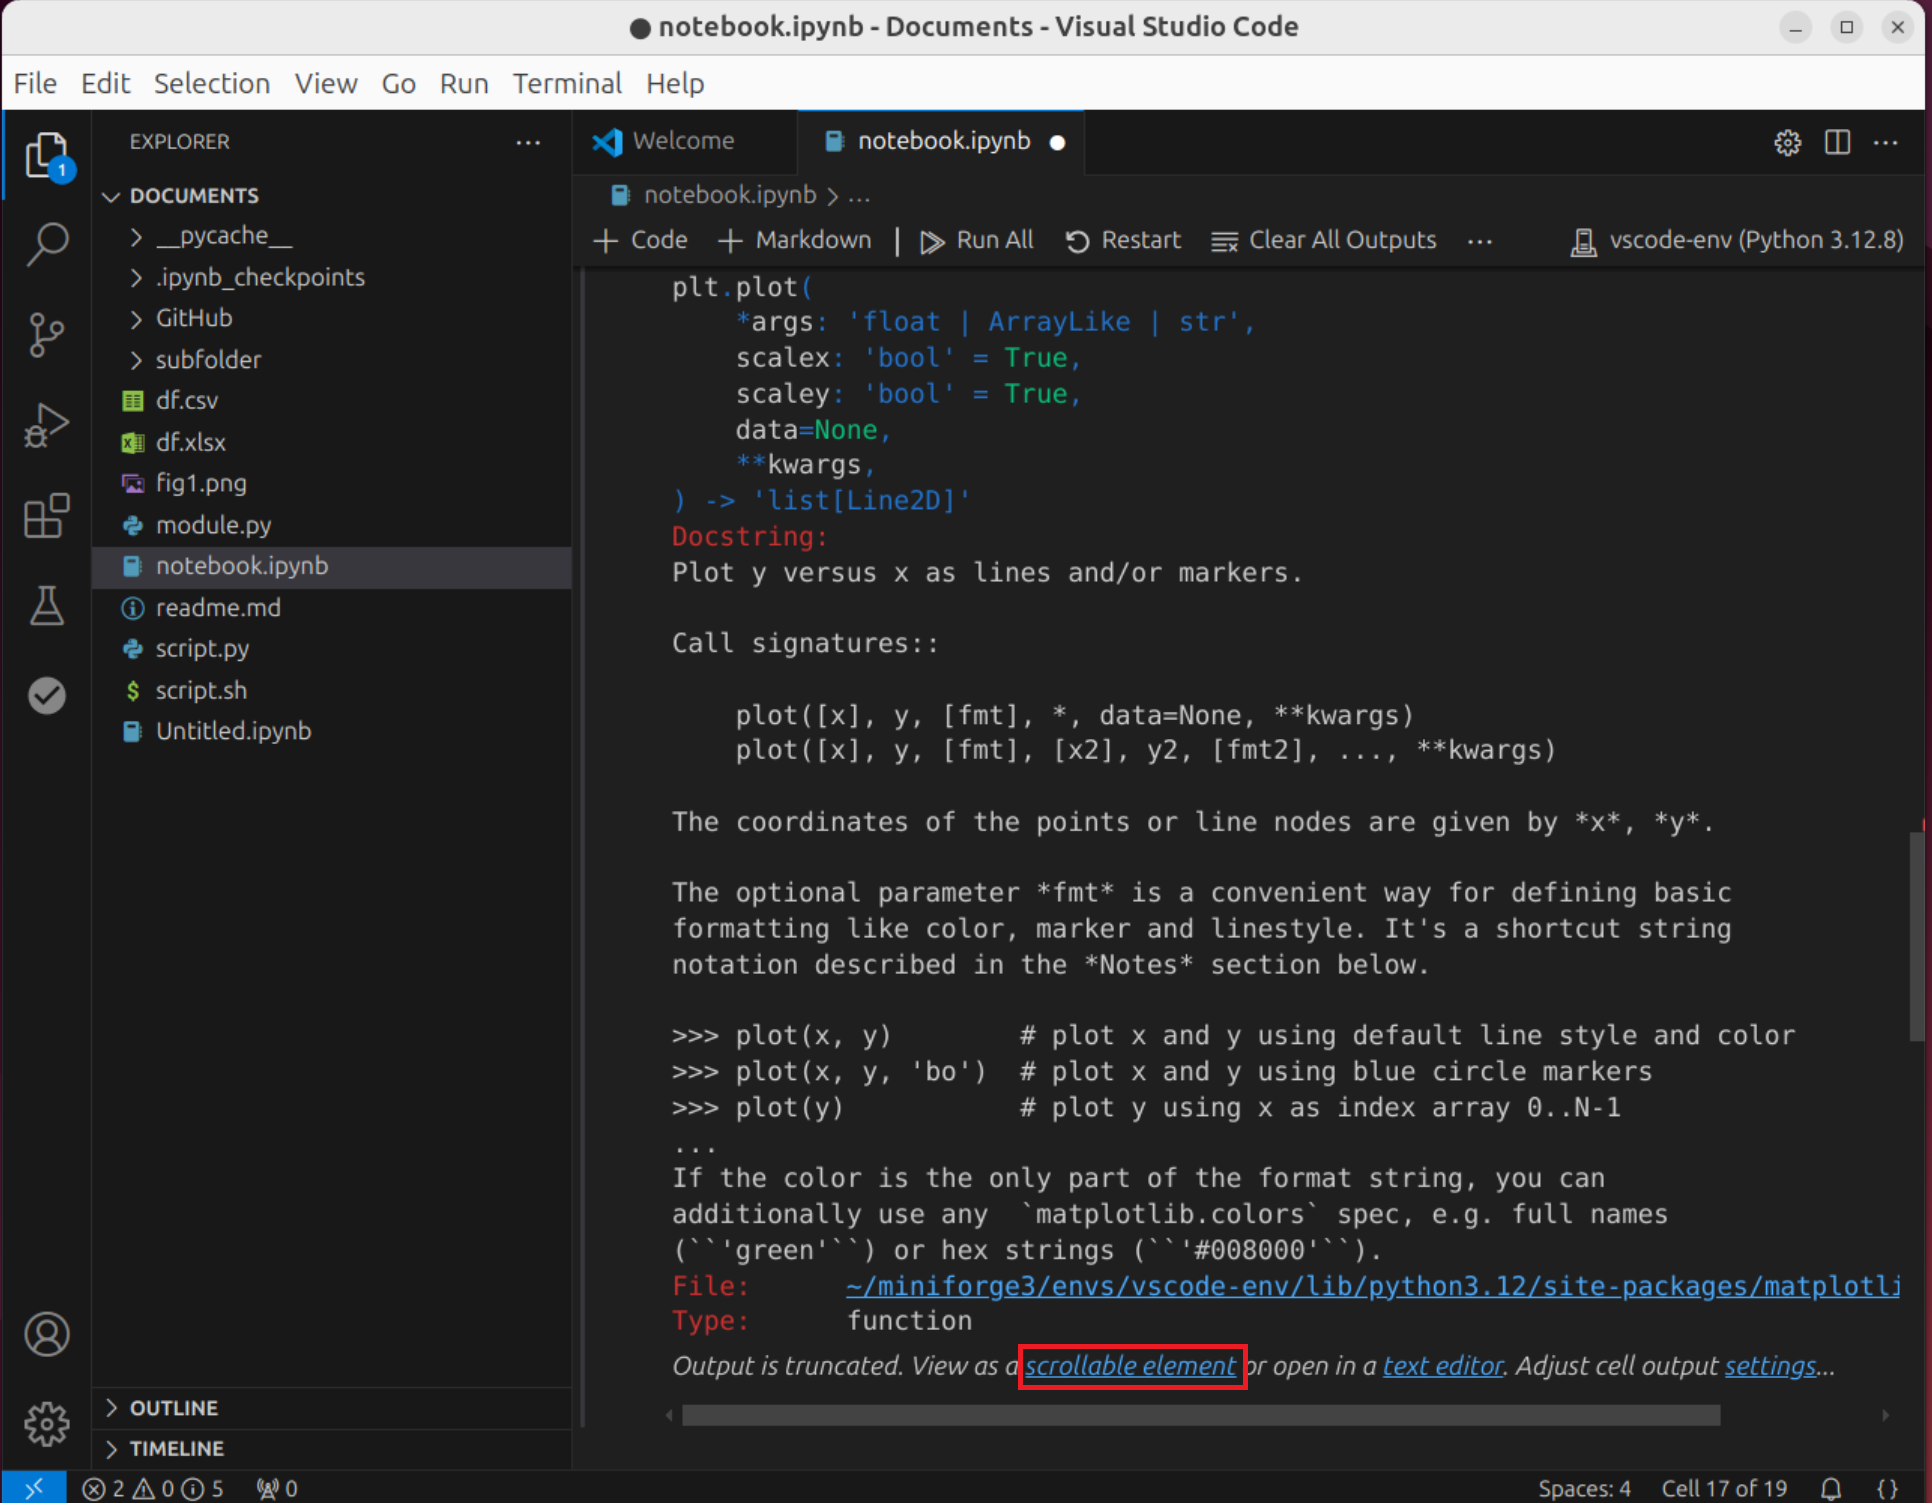 ● notebook.ipynb - Documents - Visual Studio Code
File Edit Selection View Go Run Terminal Help
1
EXPLORER
DOCUMENTS
__pycache__
.ipynb_checkpoints
GitHub
subfolder
df.csv
df.xlsx
fig1.png
module.py
notebook.ipynb
readme.md
script.py
$ script.sh
Untitled.ipynb
OUTLINE
TIMELINE
Welcome
notebook.ipynb ●
notebook.ipynb > ...
+ Code + Markdown | Run All Restart Clear All Outputs ... vscode-env (Python 3.12.8)
plt.plot(
    *args: 'float | ArrayLike | str',
    scalex: 'bool' = True,
    scaley: 'bool' = True,
    data=None,
    **kwargs,
) -> 'list[Line2D]'
Docstring:
Plot y versus x as lines and/or markers.
Call signatures::
    plot([x], y, [fmt], *, data=None, **kwargs)
    plot([x], y, [fmt], [x2], y2, [fmt2], ..., **kwargs)
The coordinates of the points or line nodes are given by *x*, *y*.
The optional parameter *fmt* is a convenient way for defining basic
formatting like color, marker and linestyle. It's a shortcut string
notation described in the *Notes* section below.
>>> plot(x, y)        # plot x and y using default line style and color
>>> plot(x, y, 'bo')  # plot x and y using blue circle markers
>>> plot(y)           # plot y using x as index array 0..N-1
...
If the color is the only part of the format string, you can
additionally use any  `matplotlib.colors` spec, e.g. full names
(``'green'``) or hex strings (``'#008000'``).
File:      ~/miniforge3/envs/vscode-env/lib/python3.12/site-packages/matplotli
Type:      function
Output is truncated. View as a scrollable element or open in a text editor. Adjust cell output settings...
2 0 5 0 Spaces: 4 Cell 17 of 19 {}